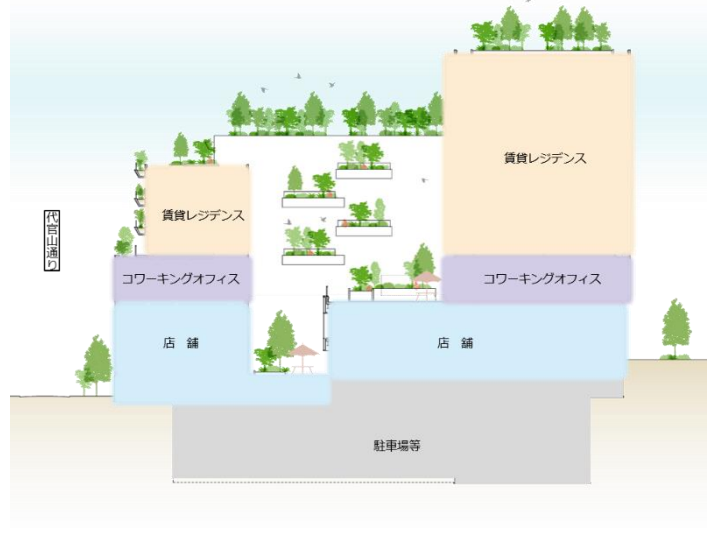 賃貸レジデンス
賃貸レジデンス
代官山通り
コワーキングオフィス
コワーキングオフィス
店 舗
店 舗
駐車場等